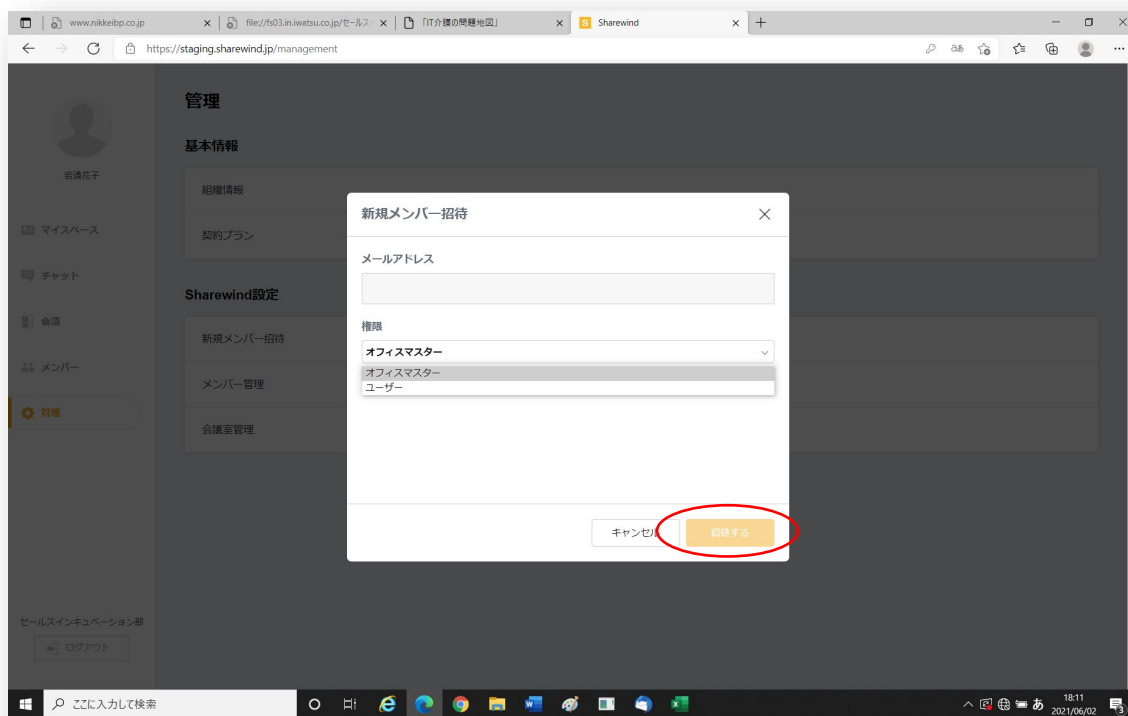 www.nikkeibp.co.jp
file://fs03.in.iwatsu.co.jp/セールス
「IT介護の問題地図」
Sharewind
https://staging.sharewind.jp/management
管理
基本情報
岩通花子
組織情報
新規メンバー招待
マイスペース
契約プラン
メールアドレス
チャット
Sharewind設定
会議
権限
新規メンバー招待
オフィスマスター
メンバー
オフィスマスター
メンバー管理
ユーザー
管理
会議室管理
キャンセル
招待する
セールスインキュベーション部
ログアウト
ここに入力して検索
あ
18:11
2021/06/02
3